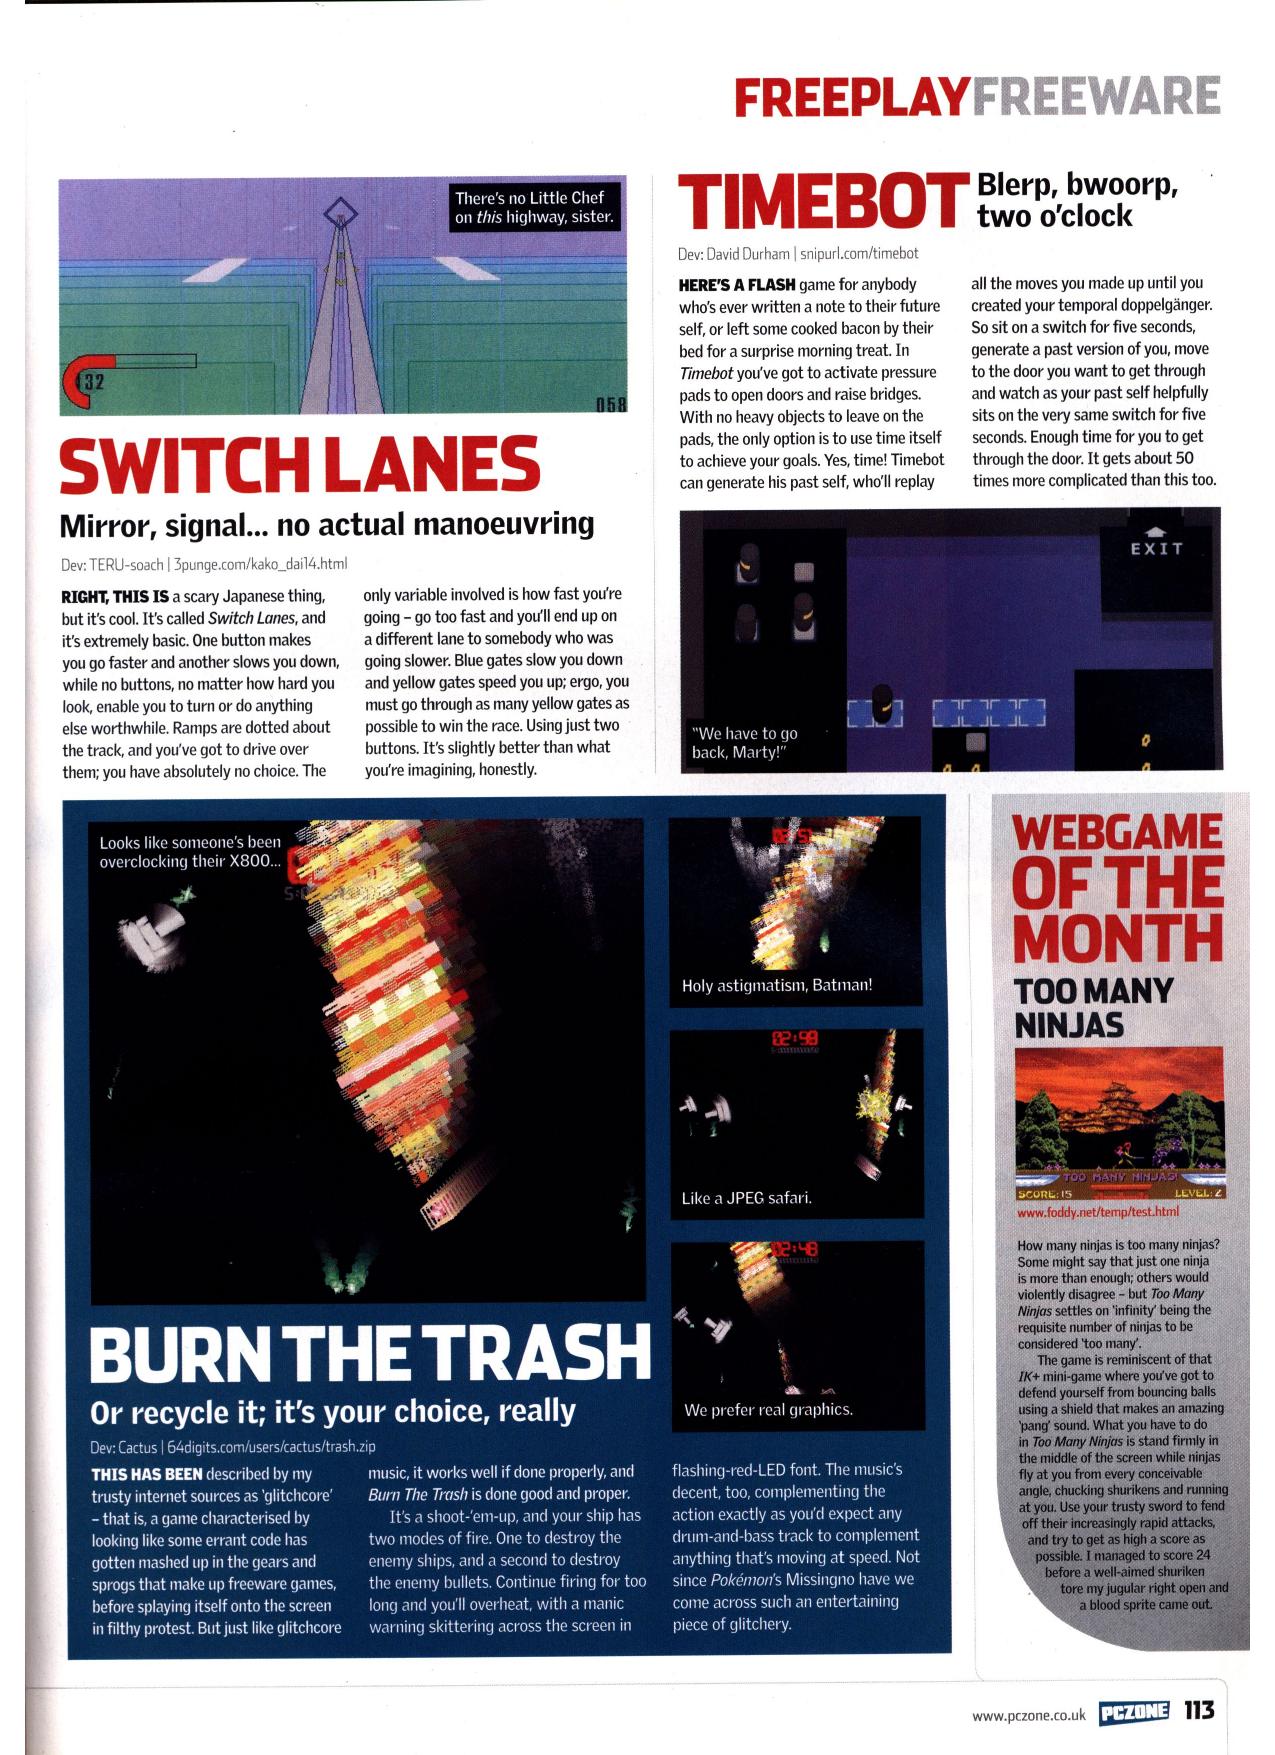 FREEPLAYFREEWARE
There's no Little Chef
on this highway, sister.
132
058
SWITCH LANES
Mirror, signal... no actual manoeuvring
Dev: TERU-soach | 3punge.com/kako_dai14.html
RIGHT, THIS IS a scary Japanese thing,
but it's cool. It's called Switch Lanes, and
it's extremely basic. One button makes
you go faster and another slows you down,
while no buttons, no matter how hard you
look, enable you to turn or do anything
else worthwhile. Ramps are dotted about
the track, and you've got to drive over
them; you have absolutely no choice. The
only variable involved is how fast you're
going – go too fast and you'll end up on
a different lane to somebody who was
going slower. Blue gates slow you down
and yellow gates speed you up; ergo, you
must go through as many yellow gates as
possible to win the race. Using just two
buttons. It's slightly better than what
you're imagining, honestly.
TIMEBOT
Blerp, bwoorp,
two o'clock
Dev: David Durham | snipurl.com/timebot
HERE'S A FLASH game for anybody
who's ever written a note to their future
self, or left some cooked bacon by their
bed for a surprise morning treat. In
Timebot you've got to activate pressure
pads to open doors and raise bridges.
With no heavy objects to leave on the
pads, the only option is to use time itself
to achieve your goals. Yes, time! Timebot
can generate his past self, who'll replay
all the moves you made up until you
created your temporal doppelgänger.
So sit on a switch for five seconds,
generate a past version of you, move
to the door you want to get through
and watch as your past self helpfully
sits on the very same switch for five
seconds. Enough time for you to get
through the door. It gets about 50
times more complicated than this too.
EXIT
"We have to go
back, Marty!"
Looks like someone's been
overclocking their X800...
Holy astigmatism, Batman!
02:98
Like a JPEG safari.
02:48
We prefer real graphics.
BURN THE TRASH
Or recycle it; it's your choice, really
Dev: Cactus | 64digits.com/users/cactus/trash.zip
THIS HAS BEEN described by my
trusty internet sources as 'glitchcore'
– that is, a game characterised by
looking like some errant code has
gotten mashed up in the gears and
sprogs that make up freeware games,
before splaying itself onto the screen
in filthy protest. But just like glitchcore
music, it works well if done properly, and
Burn The Trash is done good and proper.
It's a shoot-'em-up, and your ship has
two modes of fire. One to destroy the
enemy ships, and a second to destroy
the enemy bullets. Continue firing for too
long and you'll overheat, with a manic
warning skittering across the screen in
flashing-red-LED font. The music's
decent, too, complementing the
action exactly as you'd expect any
drum-and-bass track to complement
anything that's moving at speed. Not
since Pokémon's Missingno have we
come across such an entertaining
piece of glitchery.
WEBGAME
OF THE
MONTH
TOO MANY
NINJAS
TOO MANY NINJAS!
SCORE: 15
LEVEL: 2
www.foddy.net/temp/test.html
How many ninjas is too many ninjas?
Some might say that just one ninja
is more than enough; others would
violently disagree – but Too Many
Ninjas settles on 'infinity' being the
requisite number of ninjas to be
considered 'too many'.
The game is reminiscent of that
IK+ mini-game where you've got to
defend yourself from bouncing balls
using a shield that makes an amazing
'pang' sound. What you have to do
in Too Many Ninjas is stand firmly in
the middle of the screen while ninjas
fly at you from every conceivable
angle, chucking shurikens and running
at you. Use your trusty sword to fend
off their increasingly rapid attacks,
and try to get as high a score as
possible. I managed to score 24
before a well-aimed shuriken
tore my jugular right open and
a blood sprite came out.
www.pczone.co.uk PCZONE 113